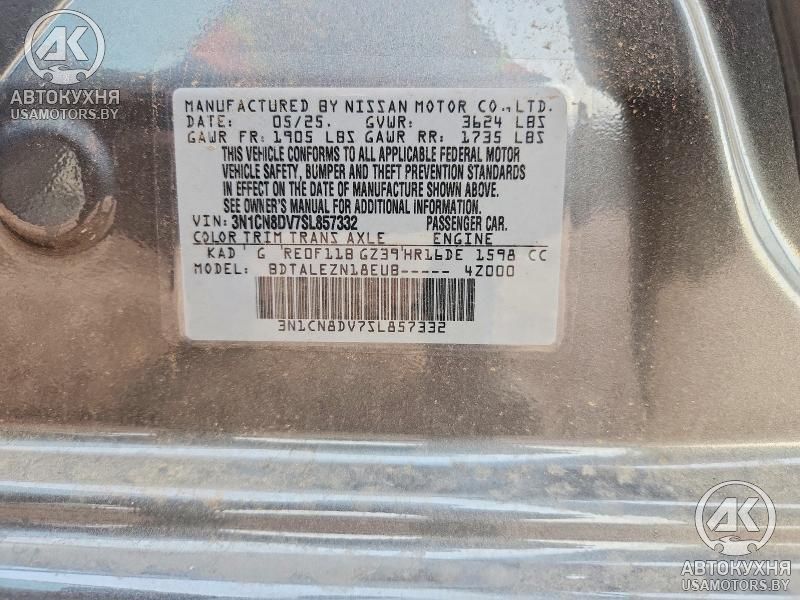 АК
АВТОКУХНЯ
USAMOTORS.BY
MANUFACTURED BY NISSAN MOTOR CO.,LTD.
DATE: 05/25. GVWR: 3624 LBS
GAWR FR: 1905 LBS GAWR RR: 1735 LBS
THIS VEHICLE CONFORMS TO ALL APPLICABLE FEDERAL MOTOR
VEHICLE SAFETY, BUMPER AND THEFT PREVENTION STANDARDS
IN EFFECT ON THE DATE OF MANUFACTURE SHOWN ABOVE.
SEE OWNER'S MANUAL FOR ADDITIONAL INFORMATION.
VIN: 3N1CN8DV7SL857332 PASSENGER CAR.
COLOR TRIM TRANS AXLE ENGINE
KAD G RE0F11B GZ39 HR16DE 1598 CC
BDTALEZN18EUB----- 4Z000
3N1CN8DV7SL857332
АК
АВТОКУХНЯ
USAMOTORS.BY